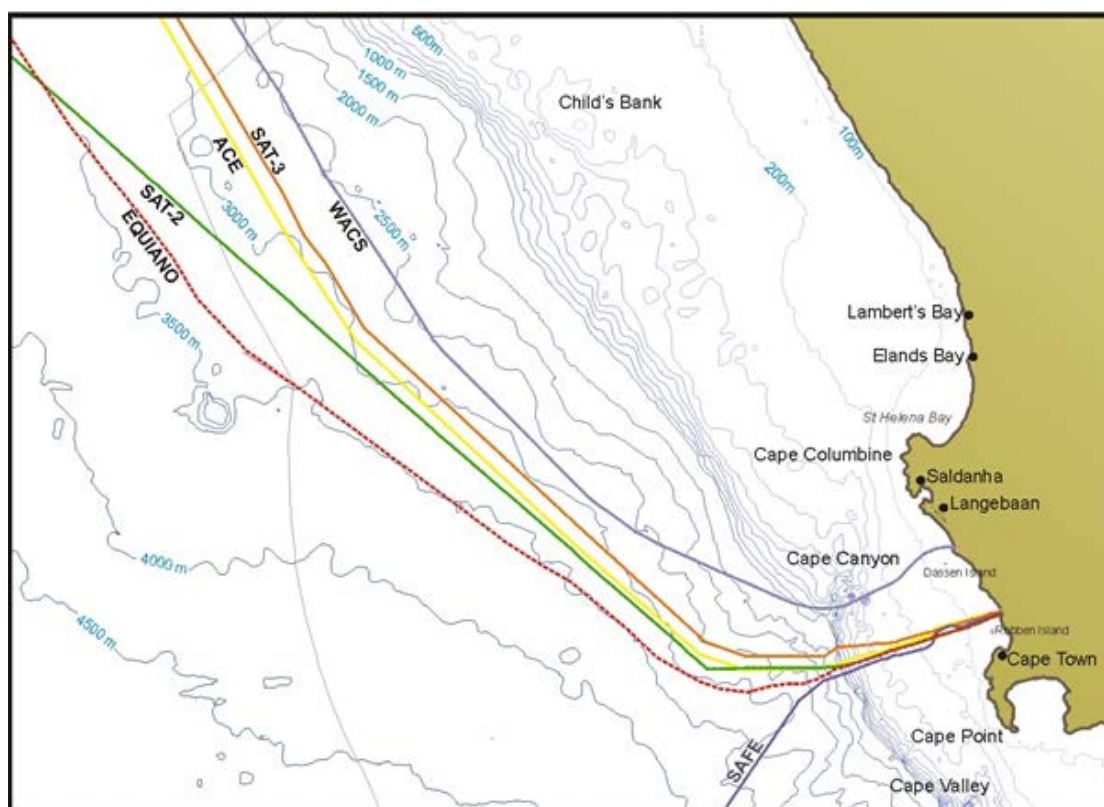 500m
1000 m
1500 m
2000 m
Child's Bank
100m
200m
SAT-3
ACE
SAT-2
3000 m
WACS
2500 m
EQUIANO
3500 m
Lambert's Bay
Elands Bay
St Helena Bay
Cape Columbine
Saldanha
Langebaan
Cape Canyon
Dassen Island
4000 m
4500 m
Robben Island
Cape Town
SAFE
Cape Point
Cape Valley